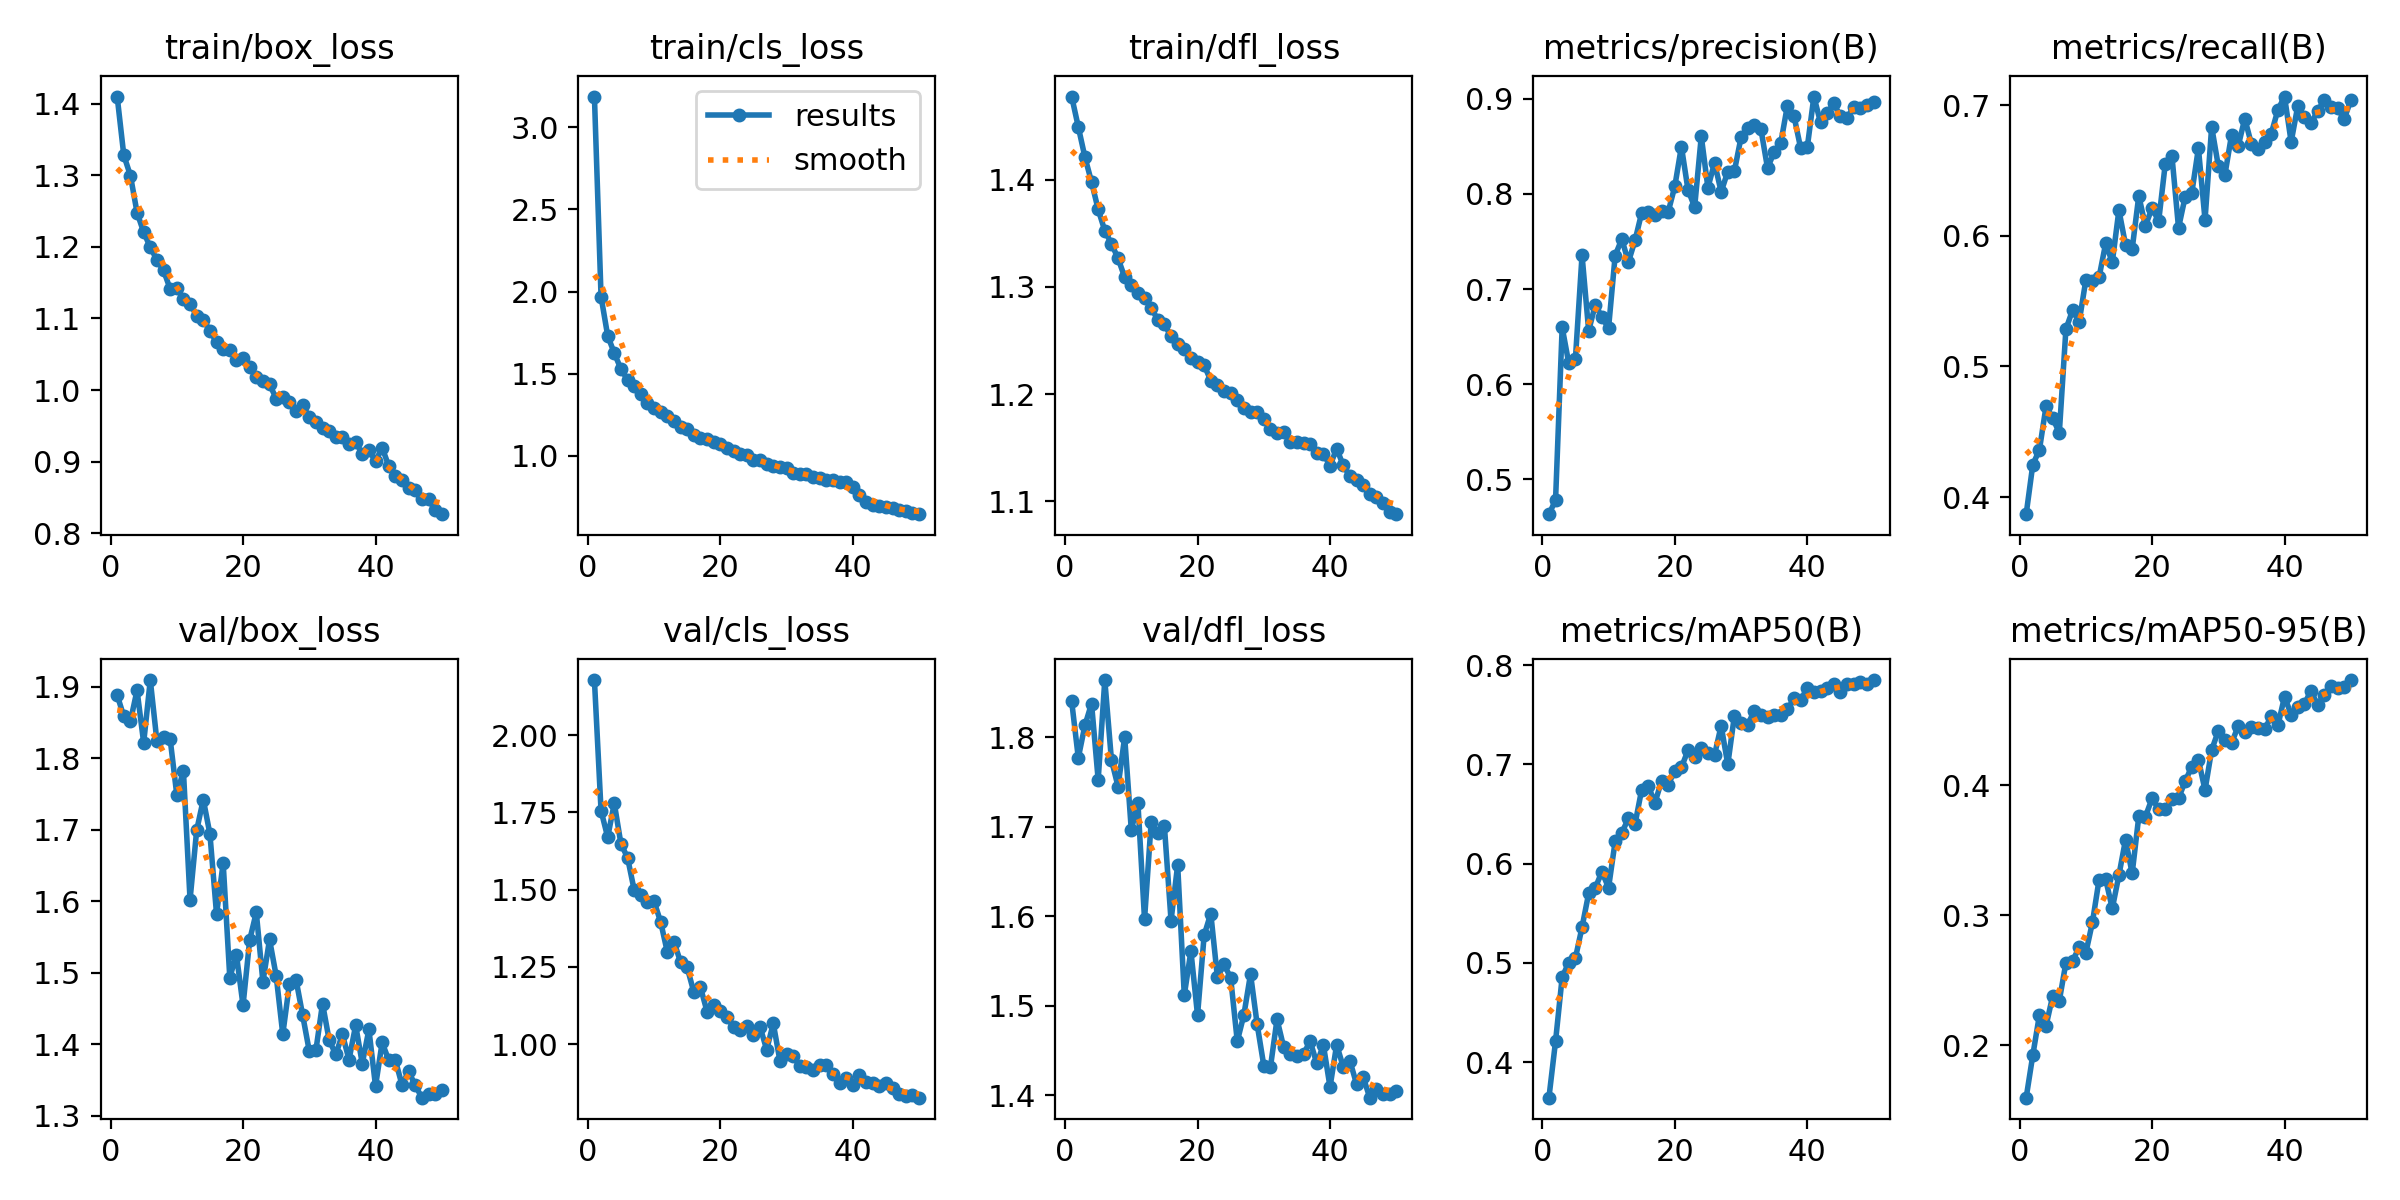 train/box_loss
1.4
1.3
1.2
1.1
1.0
0.9
0.8
0 20 40
train/cls_loss
results
smooth
3.0
2.5
2.0
1.5
1.0
0 20 40
train/dfl_loss
1.4
1.3
1.2
1.1
0 20 40
metrics/precision(B)
0.9
0.8
0.7
0.6
0.5
0 20 40
metrics/recall(B)
0.7
0.6
0.5
0.4
0 20 40
val/box_loss
1.9
1.8
1.7
1.6
1.5
1.4
1.3
0 20 40
val/cls_loss
2.00
1.75
1.50
1.25
1.00
0 20 40
val/dfl_loss
1.8
1.7
1.6
1.5
1.4
0 20 40
metrics/mAP50(B)
0.8
0.7
0.6
0.5
0.4
0 20 40
metrics/mAP50-95(B)
0.4
0.3
0.2
0 20 40